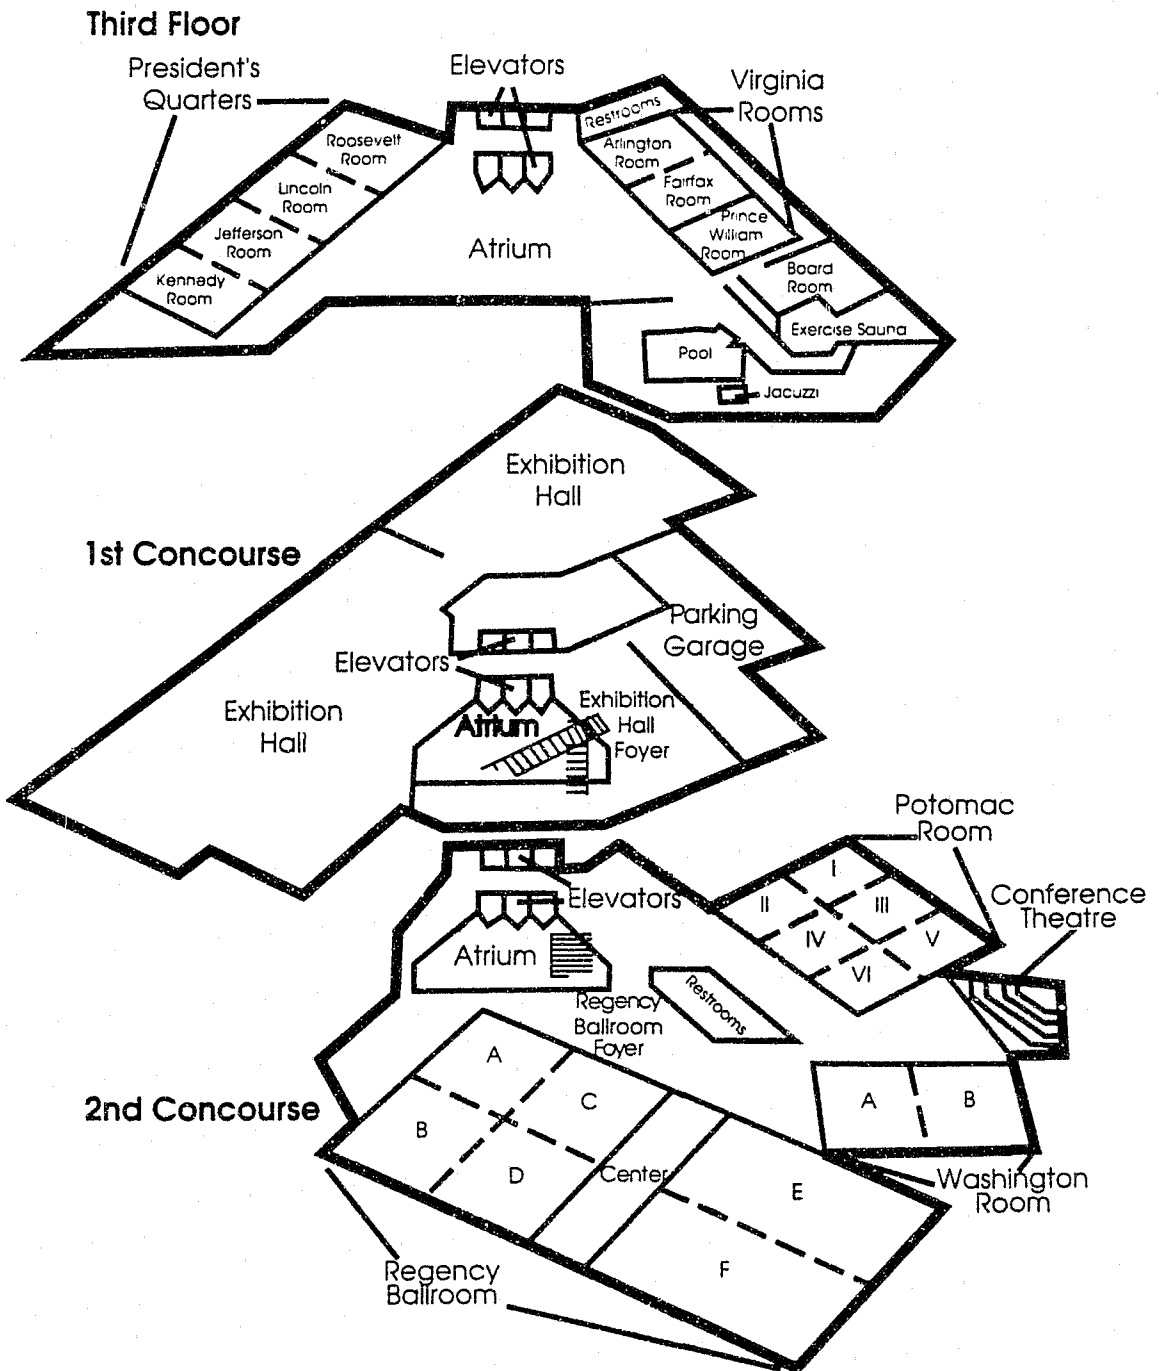 Third Floor
President's
Quarters
Elevators
Virginia
Rooms
Restrooms
Roosevelt
Room
Lincoln
Room
Jefferson
Room
Kennedy
Room
Arlington
Room
Fairfax
Room
Prince
William
Room
Atrium
Board
Room
Exercise Sauna
Pool
Jacuzzi
Exhibition
Hall
1st Concourse
Parking
Garage
Elevators
Exhibition
Hall
Atrium
Exhibition
Hall
Foyer
Potomac
Room
Conference
Theatre
I
II
III
IV
V
VI
Elevators
Atrium
Restrooms
Regency
Ballroom
Foyer
2nd Concourse
A
B
C
D
Center
E
F
A
B
Washington
Room
Regency
Ballroom